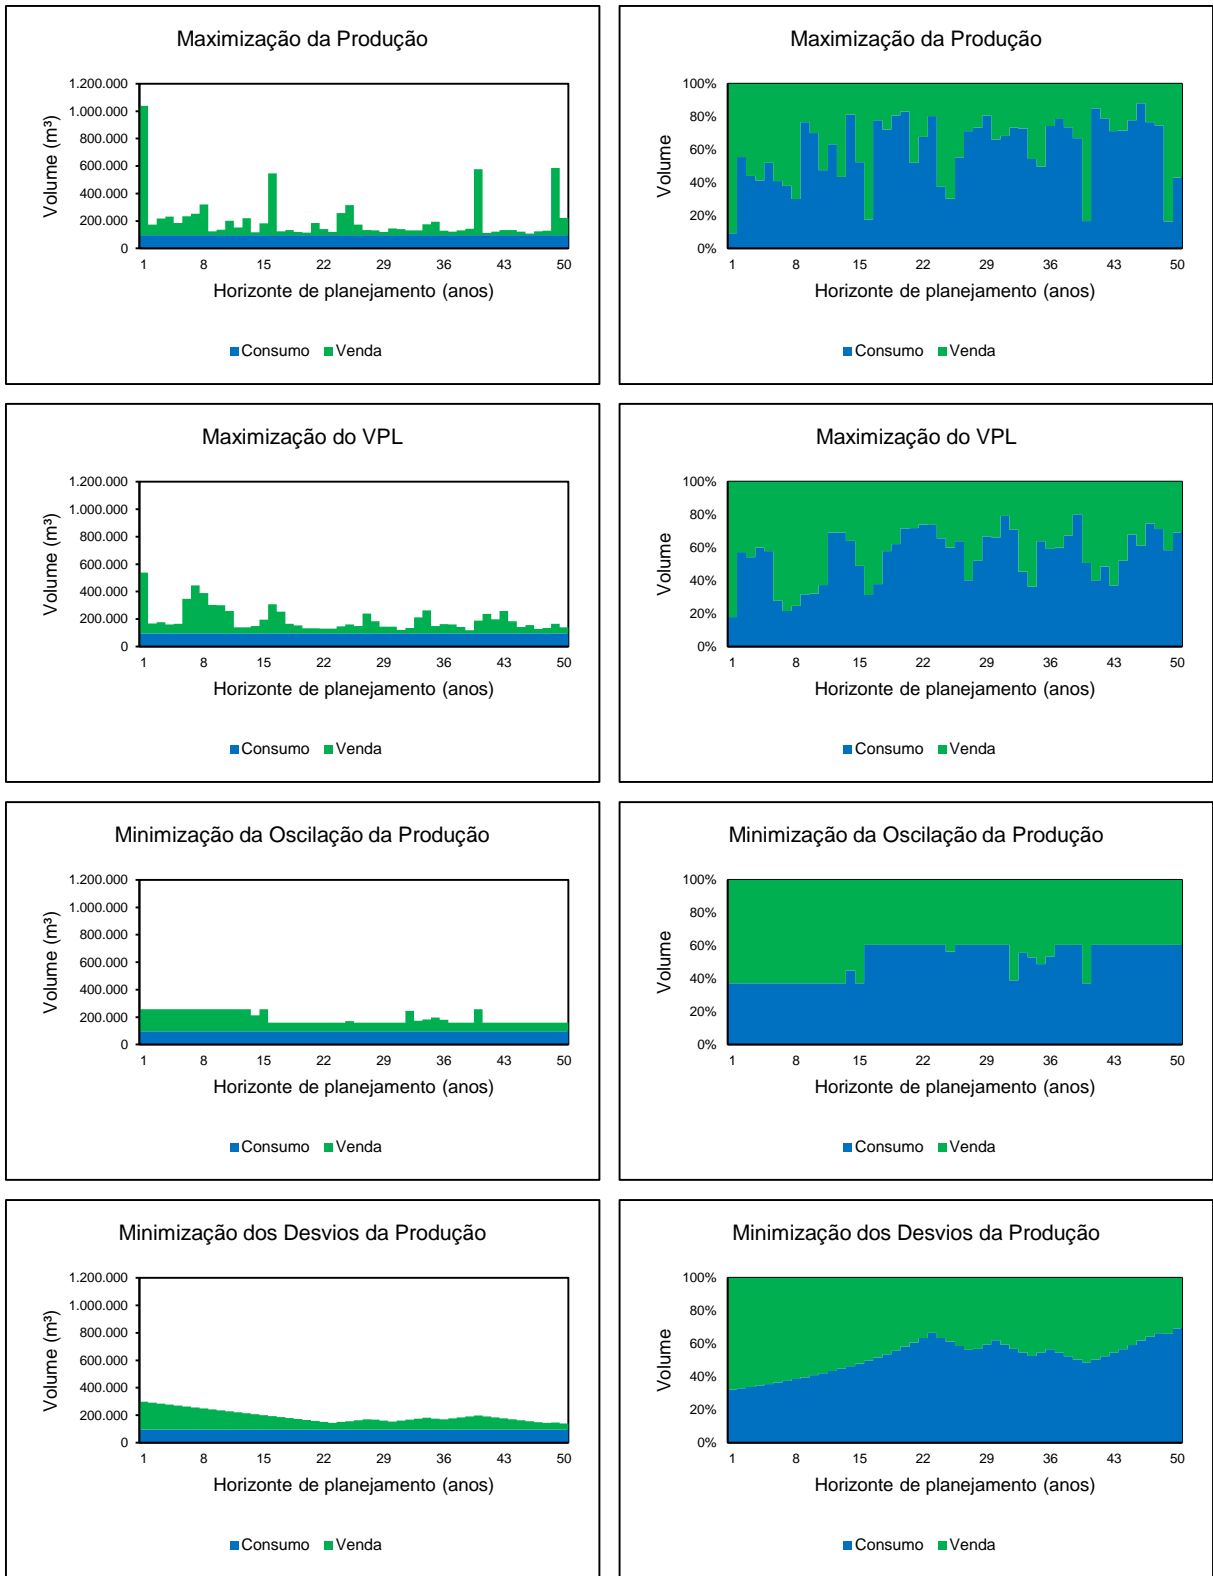 Maximização da Produção
Volume (m³)
1.200.000
1.000.000
800.000
600.000
400.000
200.000
0
1 8 15 22 29 36 43 50
Horizonte de planejamento (anos)
Consumo Venda
Maximização da Produção
Volume
100%
80%
60%
40%
20%
0%
1 8 15 22 29 36 43 50
Horizonte de planejamento (anos)
Consumo Venda
Maximização do VPL
Volume (m³)
1.200.000
1.000.000
800.000
600.000
400.000
200.000
0
1 8 15 22 29 36 43 50
Horizonte de planejamento (anos)
Consumo Venda
Maximização do VPL
Volume
100%
80%
60%
40%
20%
0%
1 8 15 22 29 36 43 50
Horizonte de planejamento (anos)
Consumo Venda
Minimização da Oscilação da Produção
Volume (m³)
1.200.000
1.000.000
800.000
600.000
400.000
200.000
0
1 8 15 22 29 36 43 50
Horizonte de planejamento (anos)
Consumo Venda
Minimização da Oscilação da Produção
Volume
100%
80%
60%
40%
20%
0%
1 8 15 22 29 36 43 50
Horizonte de planejamento (anos)
Consumo Venda
Minimização dos Desvios da Produção
Volume (m³)
1.200.000
1.000.000
800.000
600.000
400.000
200.000
0
1 8 15 22 29 36 43 50
Horizonte de planejamento (anos)
Consumo Venda
Minimização dos Desvios da Produção
Volume
100%
80%
60%
40%
20%
0%
1 8 15 22 29 36 43 50
Horizonte de planejamento (anos)
Consumo Venda